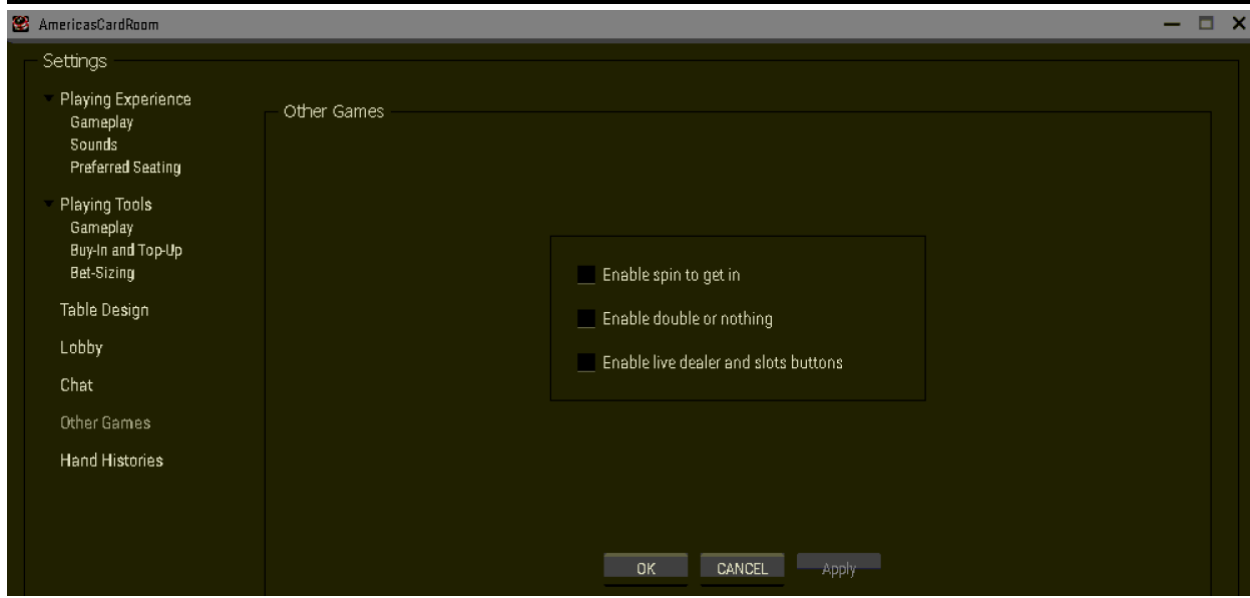 AmericasCardRoom
Settings
Playing Experience
Gameplay
Sounds
Preferred Seating
Playing Tools
Gameplay
Buy-In and Top-Up
Bet-Sizing
Table Design
Lobby
Chat
Other Games
Hand Histories
Other Games
Enable spin to get in
Enable double or nothing
Enable live dealer and slots buttons
OK CANCEL Apply